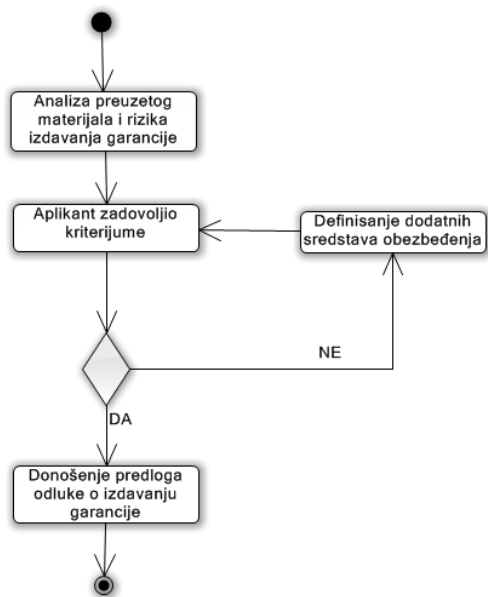 Analiza preuzetog
materijala i rizika
izdavanja garancije
Aplikant zadovoljio
kriterijume
Definisanje dodatnih
sredstava obezbeđenja
NE
DA
Donošenje predloga
odluke o izdavanju
garancije